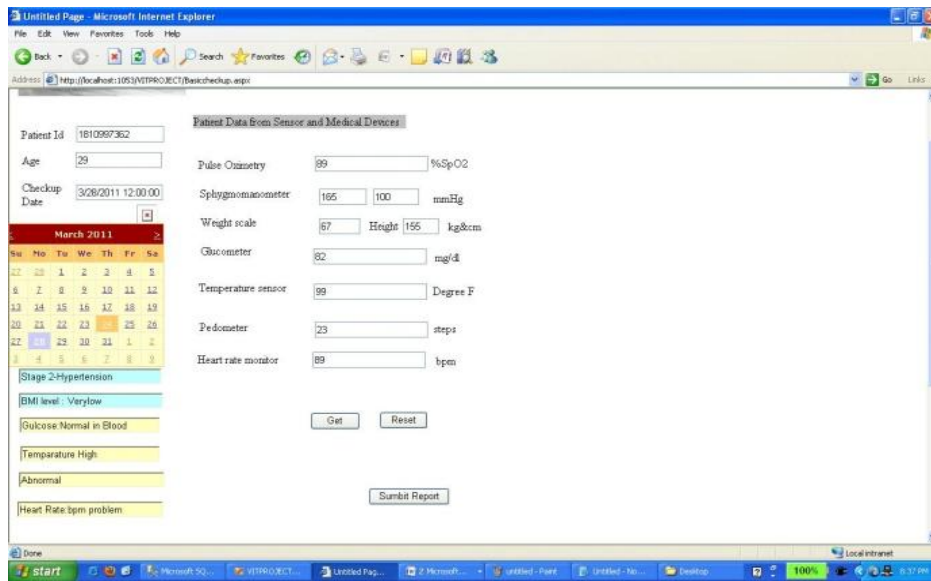 Untitled Page - Microsoft Internet Explorer
File Edit View Favorites Tools Help
Back Search Favorites
Address http://localhost:1053/VITPROJECT/Basiccheckup.aspx Go Links
Patient Data from Sensor and Medical Devices
Patient Id 1810997362
Age 29
Checkup Date 3/28/2011 12:00:00
Pulse Oximetry 89 %SpO2
Sphygmomanometer 165 100 mmHg
Weight scale 67 Height 155 kg&cm
Glucometer 82 mg/dl
Temperature sensor 99 Degree F
Pedometer 23 steps
Heart rate monitor 89 bpm
< March 2011 >
Su Mo Tu We Th Fr Sa
27 28 1 2 3 4 5
6 7 8 9 10 11 12
13 14 15 16 17 18 19
20 21 22 23 24 25 26
27 28 29 30 31 1 2
3 4 5 6 7 8 9
Stage 2-Hypertension
BMI level : Verylow
Gulcose:Normal in Blood
Temparature High
Abnormal
Heart Rate:bpm problem
Get Reset
Sumbit Report
Done Local intranet
start Microsoft SQ... VITPROJECT... Untitled Pag... 2 Microsoft... untitled - Paint Untitled - No... Desktop 100% 6:37 PM